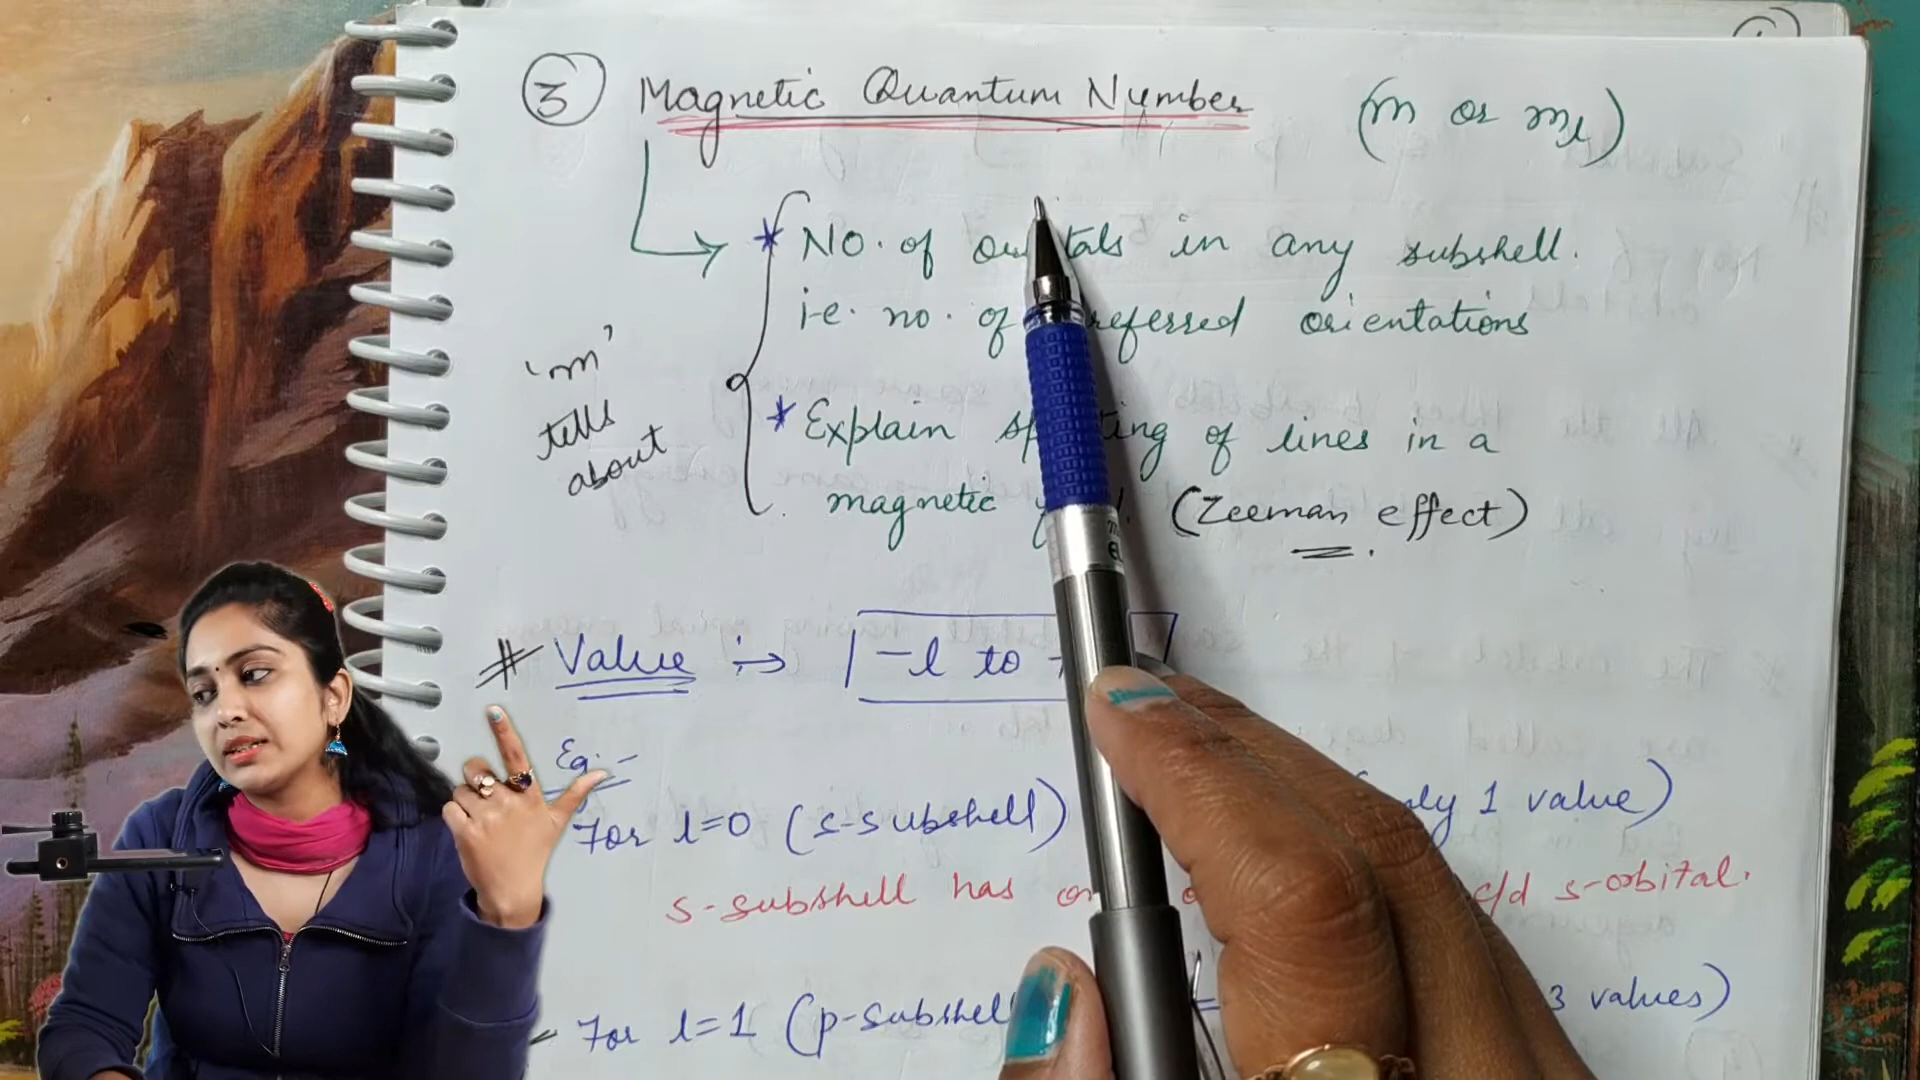 ③ Magnetic Quantum Number (m or ml)
* No. of in any subshell.
i.e. no. of orientations
'm'
tells
about
* Explain of lines in a
magnetic (Zeeman effect)
# Value :→ -l to
Eg:-
For l=0 (s-subshell) 1 value)
s-subshell has s-orbital.
For l=1 (p-subshell 3 values)